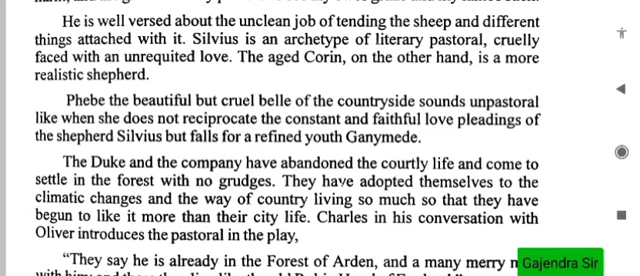 He is well versed about the unclean job of tending the sheep and different
things attached with it. Silvius is an archetype of literary pastoral, cruelly
faced with an unrequited love. The aged Corin, on the other hand, is a more
realistic shepherd.
Phebe the beautiful but cruel belle of the countryside sounds unpastoral
like when she does not reciprocate the constant and faithful love pleadings of
the shepherd Silvius but falls for a refined youth Ganymede.
The Duke and the company have abandoned the courtly life and come to
settle in the forest with no grudges. They have adopted themselves to the
climatic changes and the way of country living so much so that they have
begun to like it more than their city life. Charles in his conversation with
Oliver introduces the pastoral in the play,
“They say he is already in the Forest of Arden, and a many merry
Gajendra Sir